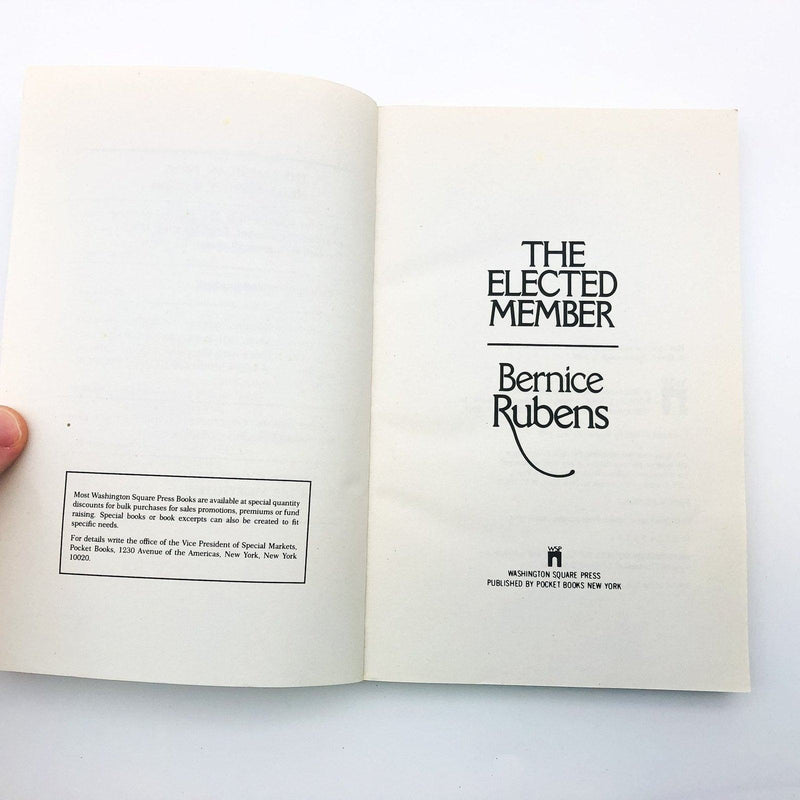 Most Washington Square Press Books are available at special quantity
discounts for bulk purchases for sales promotions, premiums or fund
raising. Special books or book excerpts can also be created to fit
specific needs.
For details write the office of the Vice President of Special Markets,
Pocket Books, 1230 Avenue of the Americas, New York, New York
10020.
THE
ELECTED
MEMBER
Bernice
Rubens
WSP
WASHINGTON SQUARE PRESS
PUBLISHED BY POCKET BOOKS NEW YORK